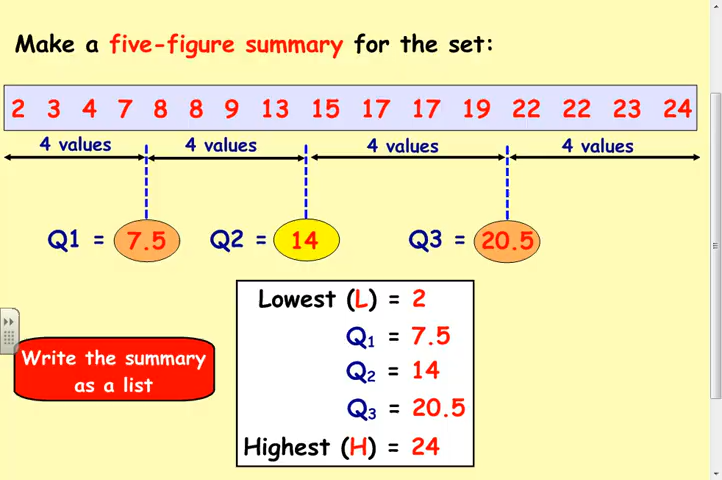 Make a five-figure summary for the set:
2 3 4 7 8 8 9 13 15 17 17 19 22 22 23 24
4 values 4 values 4 values 4 values
Q1 = 7.5 Q2 = 14 Q3 = 20.5
Lowest (L) = 2
Q1 = 7.5
Q2 = 14
Q3 = 20.5
Highest (H) = 24
Write the summary
as a list